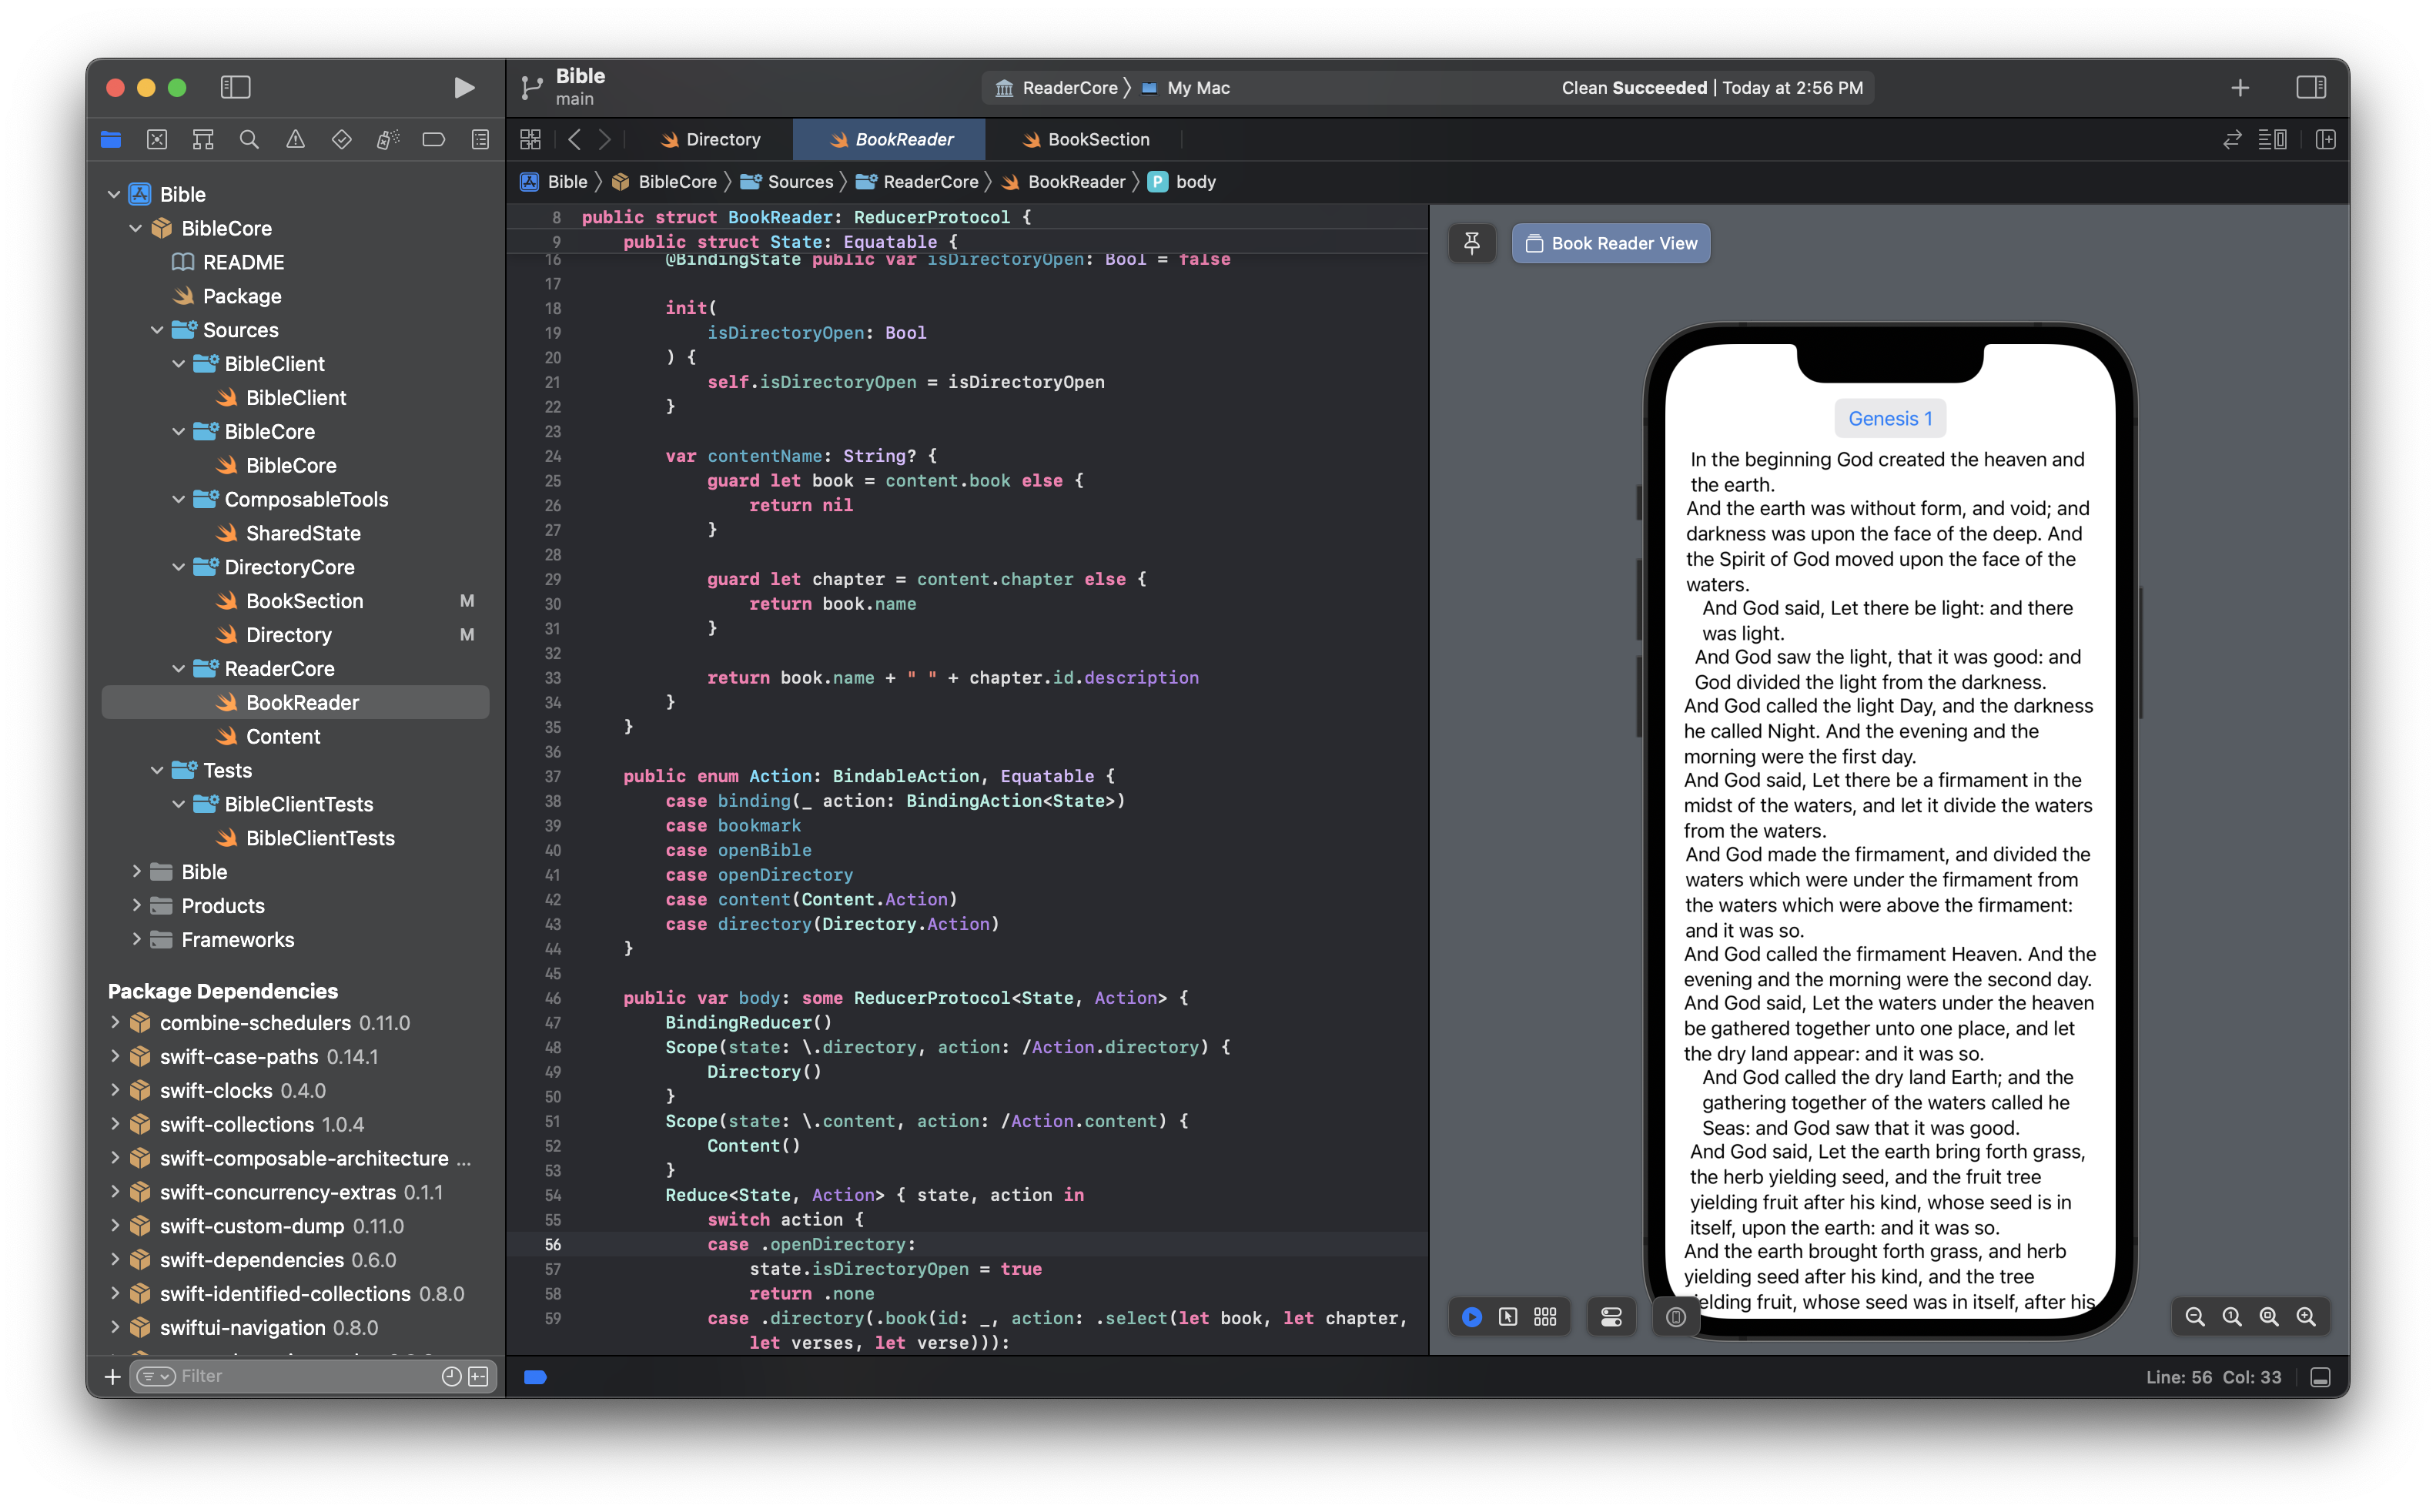 Bible
main
ReaderCore
My Mac
Clean Succeeded | Today at 2:56 PM
Directory
BookReader
BookSection
Bible
BibleCore
Sources
ReaderCore
BookReader
P
body
Bible
BibleCore
README
Package
Sources
BibleClient
BibleClient
BibleCore
BibleCore
ComposableTools
SharedState
DirectoryCore
BookSection M
Directory M
ReaderCore
BookReader
Content
Tests
BibleClientTests
BibleClientTests
Bible
Products
Frameworks
Package Dependencies
combine-schedulers 0.11.0
swift-case-paths 0.14.1
swift-clocks 0.4.0
swift-collections 1.0.4
swift-composable-architecture ...
swift-concurrency-extras 0.1.1
swift-custom-dump 0.11.0
swift-dependencies 0.6.0
swift-identified-collections 0.8.0
swiftui-navigation 0.8.0
Filter
8 public struct BookReader: ReducerProtocol {
9 public struct State: Equatable {
16 @BindingState public var isDirectoryOpen: Bool = false
17
18 init(
19 isDirectoryOpen: Bool
20 ) {
21 self.isDirectoryOpen = isDirectoryOpen
22 }
23
24 var contentName: String? {
25 guard let book = content.book else {
26 return nil
27 }
28
29 guard let chapter = content.chapter else {
30 return book.name
31 }
32
33 return book.name + " " + chapter.id.description
34 }
35 }
36
37 public enum Action: BindableAction, Equatable {
38 case binding(_ action: BindingAction<State>)
39 case bookmark
40 case openBible
41 case openDirectory
42 case content(Content.Action)
43 case directory(Directory.Action)
44 }
45
46 public var body: some ReducerProtocol<State, Action> {
47 BindingReducer()
48 Scope(state: \.directory, action: /Action.directory) {
49 Directory()
50 }
51 Scope(state: \.content, action: /Action.content) {
52 Content()
53 }
54 Reduce<State, Action> { state, action in
55 switch action {
56 case .openDirectory:
57 state.isDirectoryOpen = true
58 return .none
59 case .directory(.book(id: _, action: .select(let book, let chapter,
let verses, let verse))):
Book Reader View
Genesis 1
In the beginning God created the heaven and
the earth.
And the earth was without form, and void; and
darkness was upon the face of the deep. And
the Spirit of God moved upon the face of the
waters.
And God said, Let there be light: and there
was light.
And God saw the light, that it was good: and
God divided the light from the darkness.
And God called the light Day, and the darkness
he called Night. And the evening and the
morning were the first day.
And God said, Let there be a firmament in the
midst of the waters, and let it divide the waters
from the waters.
And God made the firmament, and divided the
waters which were under the firmament from
the waters which were above the firmament:
and it was so.
And God called the firmament Heaven. And the
evening and the morning were the second day.
And God said, Let the waters under the heaven
be gathered together unto one place, and let
the dry land appear: and it was so.
And God called the dry land Earth; and the
gathering together of the waters called he
Seas: and God saw that it was good.
And God said, Let the earth bring forth grass,
the herb yielding seed, and the fruit tree
yielding fruit after his kind, whose seed is in
itself, upon the earth: and it was so.
And the earth brought forth grass, and herb
yielding seed after his kind, and the tree
yielding fruit, whose seed was in itself, after his
Line: 56 Col: 33